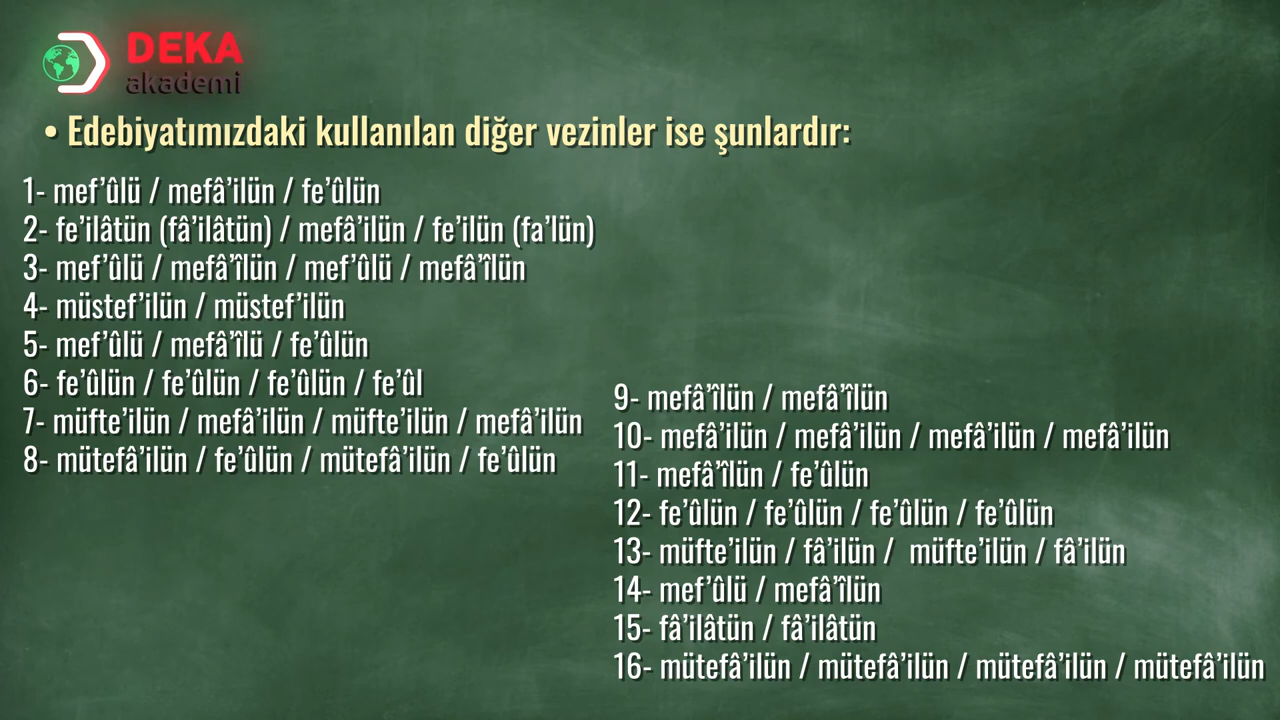 DEKA
akademi
• Edebiyatımızdaki kullanılan diğer vezinler ise şunlardır:
1- mef’ûlü / mefâ’ilün / fe’ûlün
2- fe’ilâtün (fâ’ilâtün) / mefâ’ilün / fe’ilün (fa’lün)
3- mef’ûlü / mefâ’îlün / mef’ûlü / mefâ’îlün
4- müstef’ilün / müstef’ilün
5- mef’ûlü / mefâ’îlü / fe’ûlün
6- fe’ûlün / fe’ûlün / fe’ûlün / fe’ûl
7- müfte’ilün / mefâ’ilün / müfte’ilün / mefâ’ilün
8- mütefâ’ilün / fe’ûlün / mütefâ’ilün / fe’ûlün
9- mefâ’îlün / mefâ’îlün
10- mefâ’ilün / mefâ’ilün / mefâ’ilün / mefâ’ilün
11- mefâ’îlün / fe’ûlün
12- fe’ûlün / fe’ûlün / fe’ûlün / fe’ûlün
13- müfte’ilün / fâ’ilün /  müfte’ilün / fâ’ilün
14- mef’ûlü / mefâ’îlün
15- fâ’ilâtün / fâ’ilâtün
16- mütefâ’ilün / mütefâ’ilün / mütefâ’ilün / mütefâ’ilün